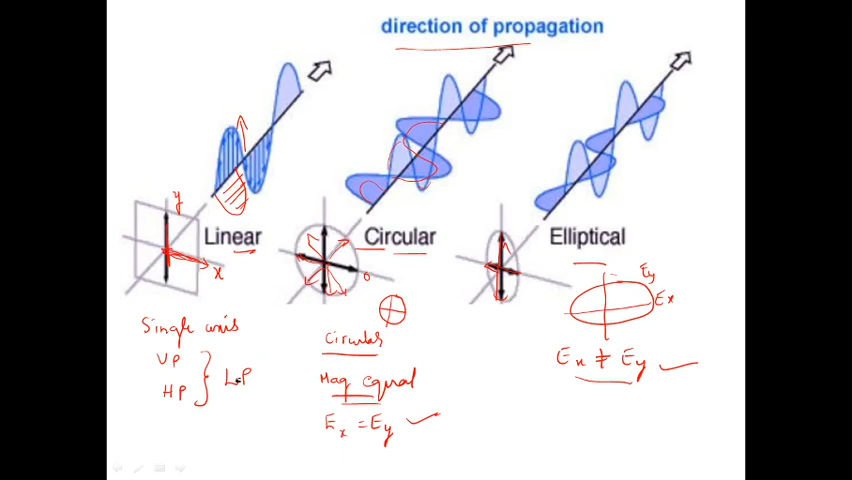 direction of propagation
y
x
Linear
Circular
Elliptical
Single axis
VP
HP
LP
Circular
Mag equal
Ex = Ey
Ey
Ex
Ex ≠ Ey